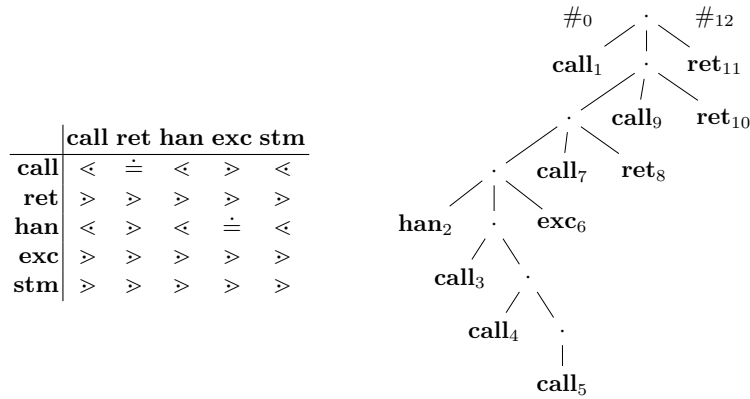 call ret han exc stm
call ⋖ ≐ ⋖ ⋗ ⋖
ret ⋗ ⋗ ⋗ ⋗ ⋗
han ⋖ ⋗ ⋖ ≐ ⋖
exc ⋗ ⋗ ⋗ ⋗ ⋗
stm ⋗ ⋗ ⋗ ⋗ ⋗
#₀ · #₁₂
call₁ · ret₁₁
· call₉ ret₁₀
· call₇ ret₈
han₂ · exc₆
call₃ ·
call₄ ·
call₅